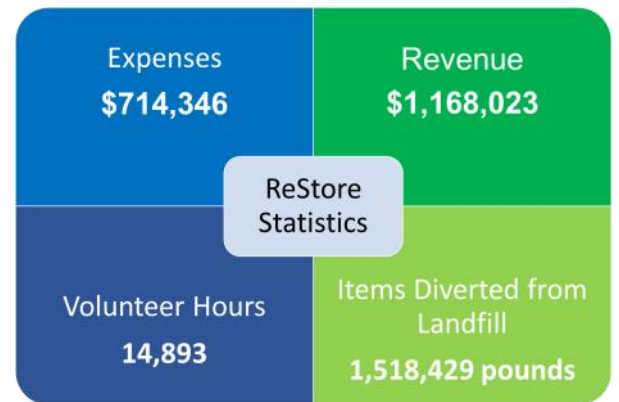 Expenses
$714,346
Revenue
$1,168,023
ReStore
Statistics
Volunteer Hours
14,893
Items Diverted from
Landfill
1,518,429 pounds